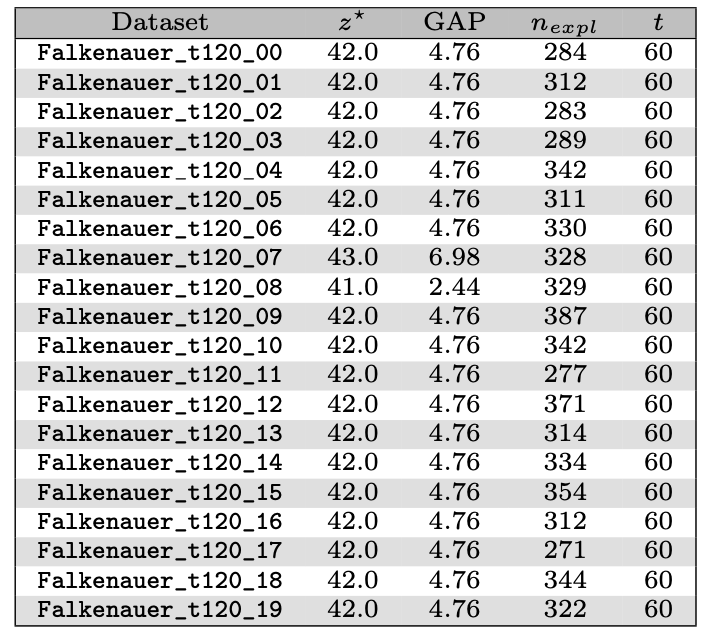 Dataset z⋆ GAP n_expl t
Falkenauer_t120_00 42.0 4.76 284 60
Falkenauer_t120_01 42.0 4.76 312 60
Falkenauer_t120_02 42.0 4.76 283 60
Falkenauer_t120_03 42.0 4.76 289 60
Falkenauer_t120_04 42.0 4.76 342 60
Falkenauer_t120_05 42.0 4.76 311 60
Falkenauer_t120_06 42.0 4.76 330 60
Falkenauer_t120_07 43.0 6.98 328 60
Falkenauer_t120_08 41.0 2.44 329 60
Falkenauer_t120_09 42.0 4.76 387 60
Falkenauer_t120_10 42.0 4.76 342 60
Falkenauer_t120_11 42.0 4.76 277 60
Falkenauer_t120_12 42.0 4.76 371 60
Falkenauer_t120_13 42.0 4.76 314 60
Falkenauer_t120_14 42.0 4.76 334 60
Falkenauer_t120_15 42.0 4.76 354 60
Falkenauer_t120_16 42.0 4.76 312 60
Falkenauer_t120_17 42.0 4.76 271 60
Falkenauer_t120_18 42.0 4.76 344 60
Falkenauer_t120_19 42.0 4.76 322 60